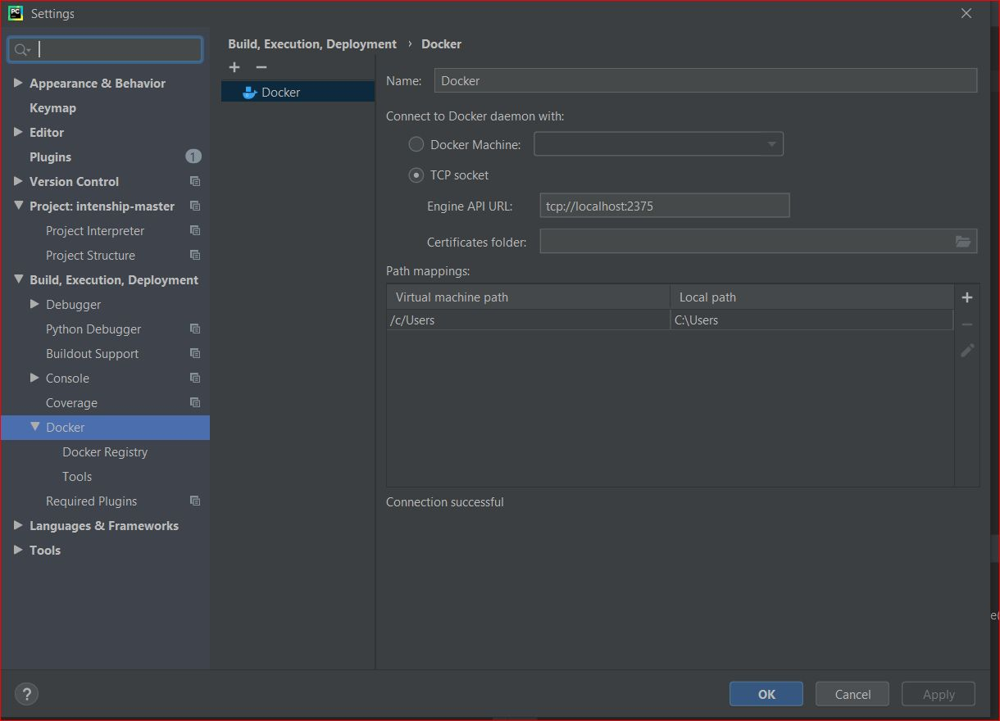 PC Settings
Build, Execution, Deployment › Docker
Appearance & Behavior
Keymap
Editor
Plugins 1
Version Control
Project: intenship-master
Project Interpreter
Project Structure
Build, Execution, Deployment
Debugger
Python Debugger
Buildout Support
Console
Coverage
Docker
Docker Registry
Tools
Required Plugins
Languages & Frameworks
Tools
+ −
Docker
Name: Docker
Connect to Docker daemon with:
Docker Machine:
TCP socket
Engine API URL: tcp://localhost:2375
Certificates folder:
Path mappings:
Virtual machine path Local path
/c/Users C:\Users
Connection successful
? OK Cancel Apply